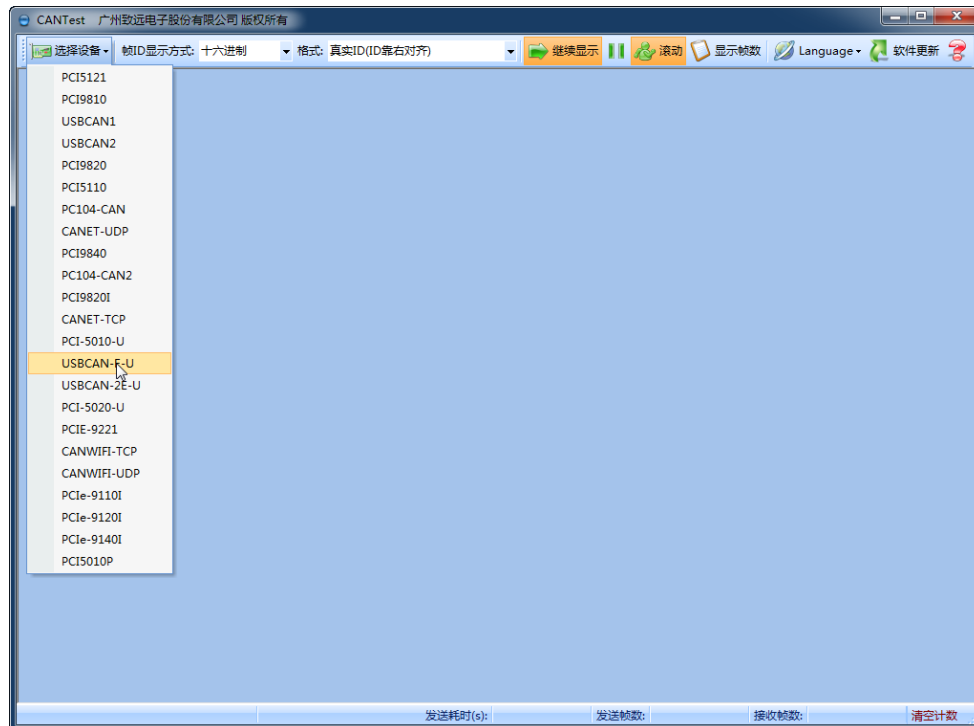 CANTest 广州致远电子股份有限公司 版权所有
选择设备 帧ID显示方式: 十六进制 格式: 真实ID(ID靠右对齐) 继续显示 滚动 显示帧数 Language 软件更新
PCI5121
PCI9810
USBCAN1
USBCAN2
PCI9820
PCI5110
PC104-CAN
CANET-UDP
PCI9840
PC104-CAN2
PCI9820I
CANET-TCP
PCI-5010-U
USBCAN-E-U
USBCAN-2E-U
PCI-5020-U
PCIE-9221
CANWIFI-TCP
CANWIFI-UDP
PCIe-9110I
PCIe-9120I
PCIe-9140I
PCI5010P
发送耗时(s): 发送帧数: 接收帧数: 清空计数